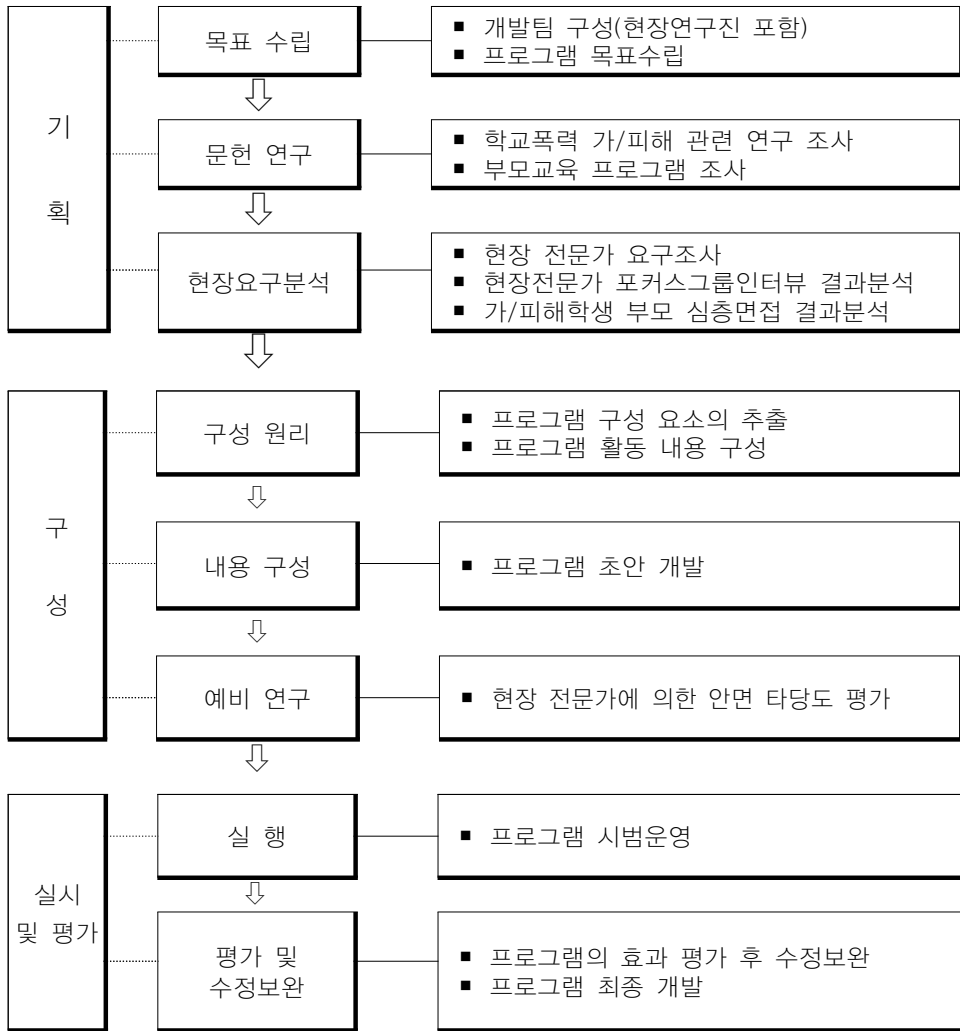 기
획
목표 수립
■ 개발팀 구성(현장연구진 포함)
■ 프로그램 목표수립
문헌 연구
■ 학교폭력 가/피해 관련 연구 조사
■ 부모교육 프로그램 조사
현장요구분석
■ 현장 전문가 요구조사
■ 현장전문가 포커스그룹인터뷰 결과분석
■ 가/피해학생 부모 심층면접 결과분석
구
성
구성 원리
■ 프로그램 구성 요소의 추출
■ 프로그램 활동 내용 구성
내용 구성
■ 프로그램 초안 개발
예비 연구
■ 현장 전문가에 의한 안면 타당도 평가
실시
및 평가
실 행
■ 프로그램 시범운영
평가 및
수정보완
■ 프로그램의 효과 평가 후 수정보완
■ 프로그램 최종 개발